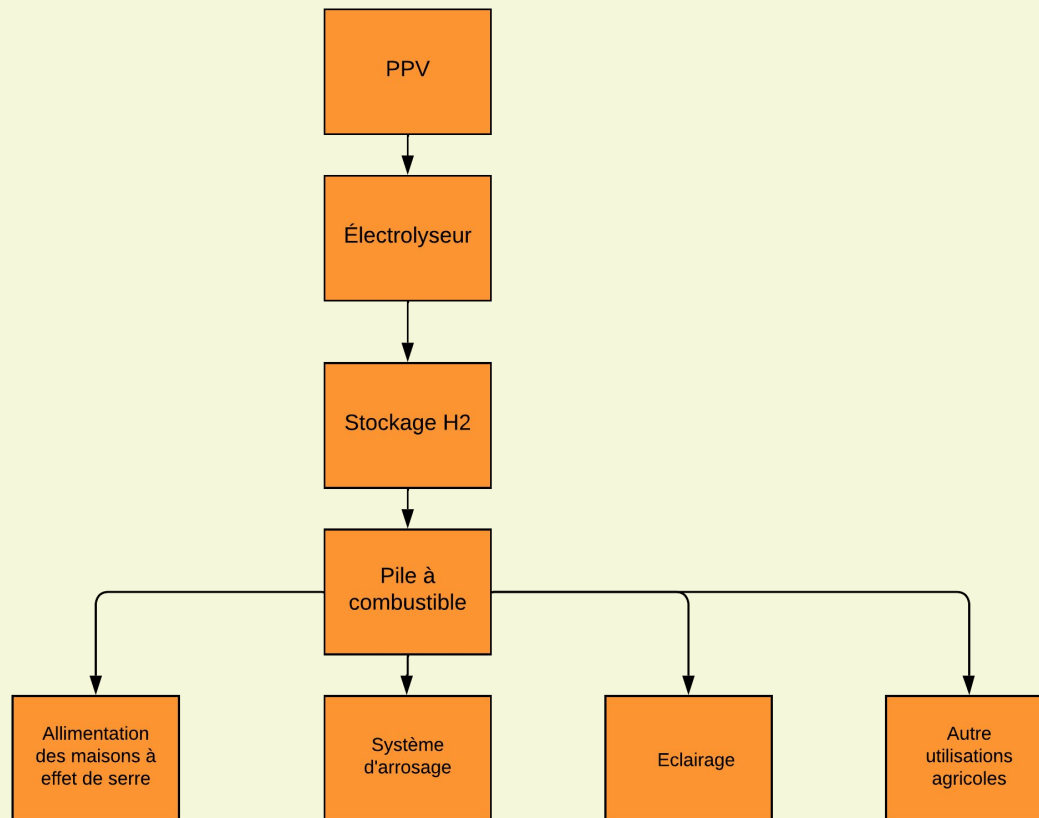 PPV
Électrolyseur
Stockage H2
Pile à
combustible
Allimentation
des maisons à
effet de serre
Système
d'arrosage
Eclairage
Autre
utilisations
agricoles